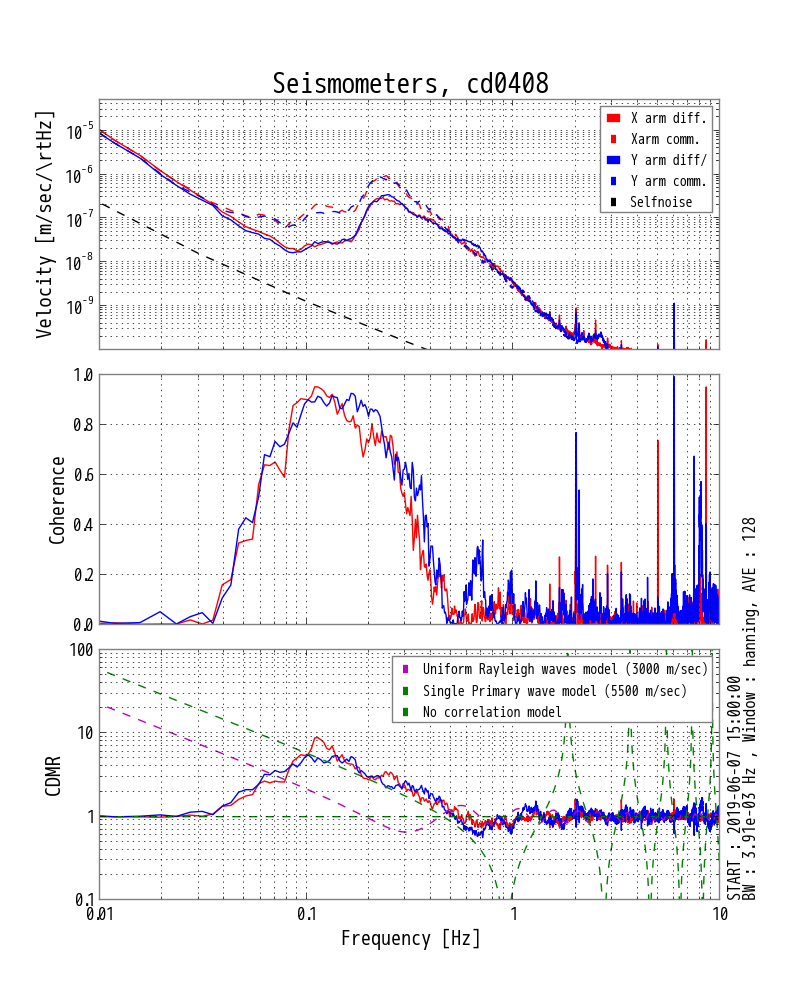 Seismometers, cd0408
Velocity [m/sec/\rtHz]
10^-5
10^-6
10^-7
10^-8
10^-9
X arm diff.
Xarm comm.
Y arm diff/
Y arm comm.
Selfnoise
Coherence
1.0
0.8
0.6
0.4
0.2
0.0
CDMR
100
10
1
0.1
Uniform Rayleigh waves model (3000 m/sec)
Single Primary wave model (5500 m/sec)
No correlation model
0.01
0.1
1
10
Frequency [Hz]
START : 2019-06-07 15:00:00
BW : 3.91e-03 Hz , Window : hanning, AVE : 128